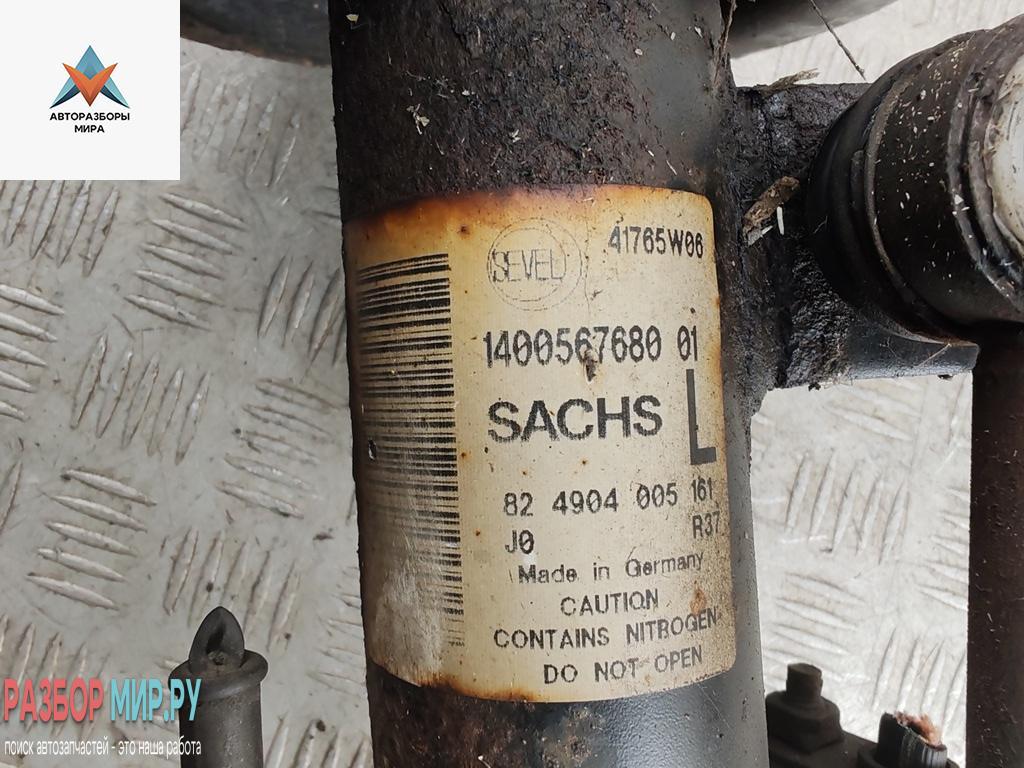 АВТОРАЗБОРЫ
МИРА
SEVEL
41765W06
1400567680 01
SACHS L
82 4904 005 161
J0 R37
Made in Germany
CAUTION
CONTAINS NITROGEN
DO NOT OPEN
РАЗБОР МИР.РУ
поиск автозапчастей - это наша работа